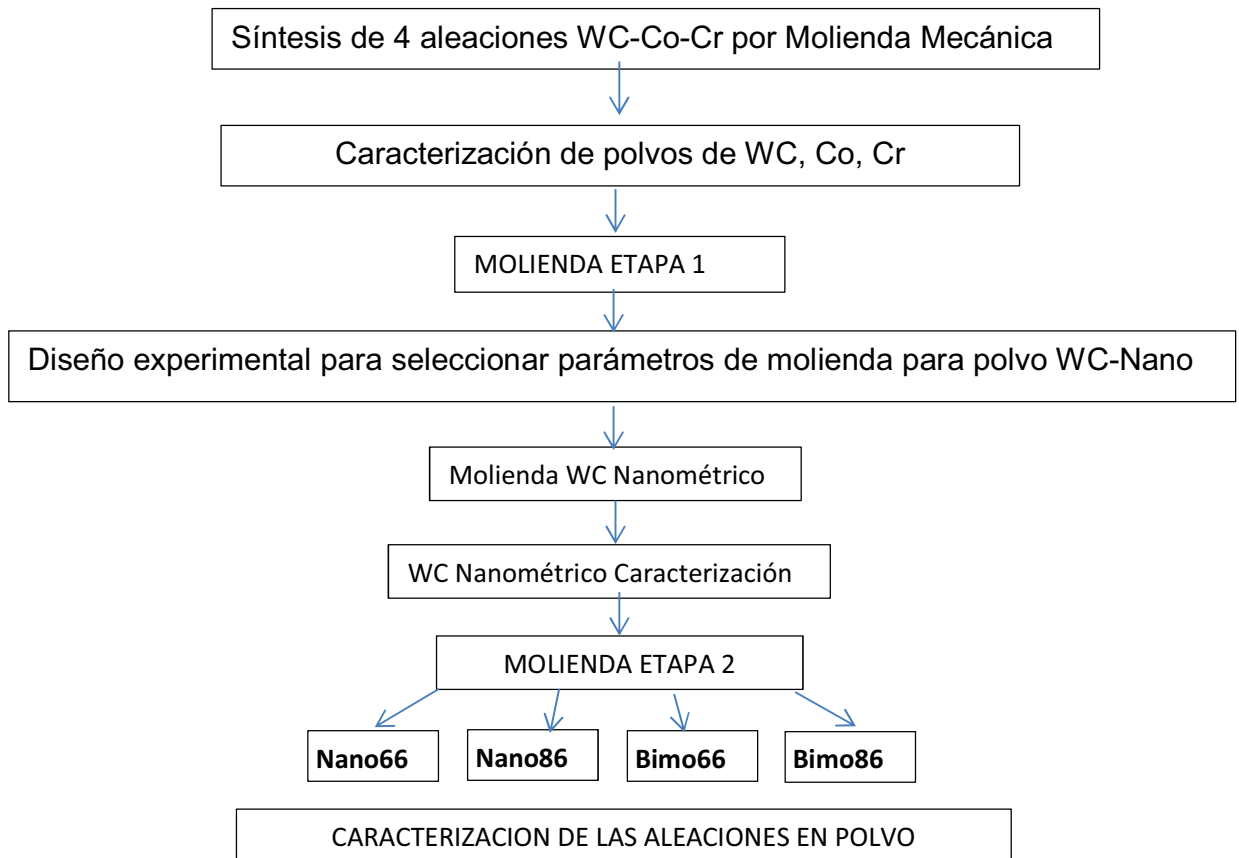 Síntesis de 4 aleaciones WC-Co-Cr por Molienda Mecánica
Caracterización de polvos de WC, Co, Cr
MOLIENDA ETAPA 1
Diseño experimental para seleccionar parámetros de molienda para polvo WC-Nano
Molienda WC Nanométrico
WC Nanométrico Caracterización
MOLIENDA ETAPA 2
Nano66 Nano86 Bimo66 Bimo86
CARACTERIZACION DE LAS ALEACIONES EN POLVO